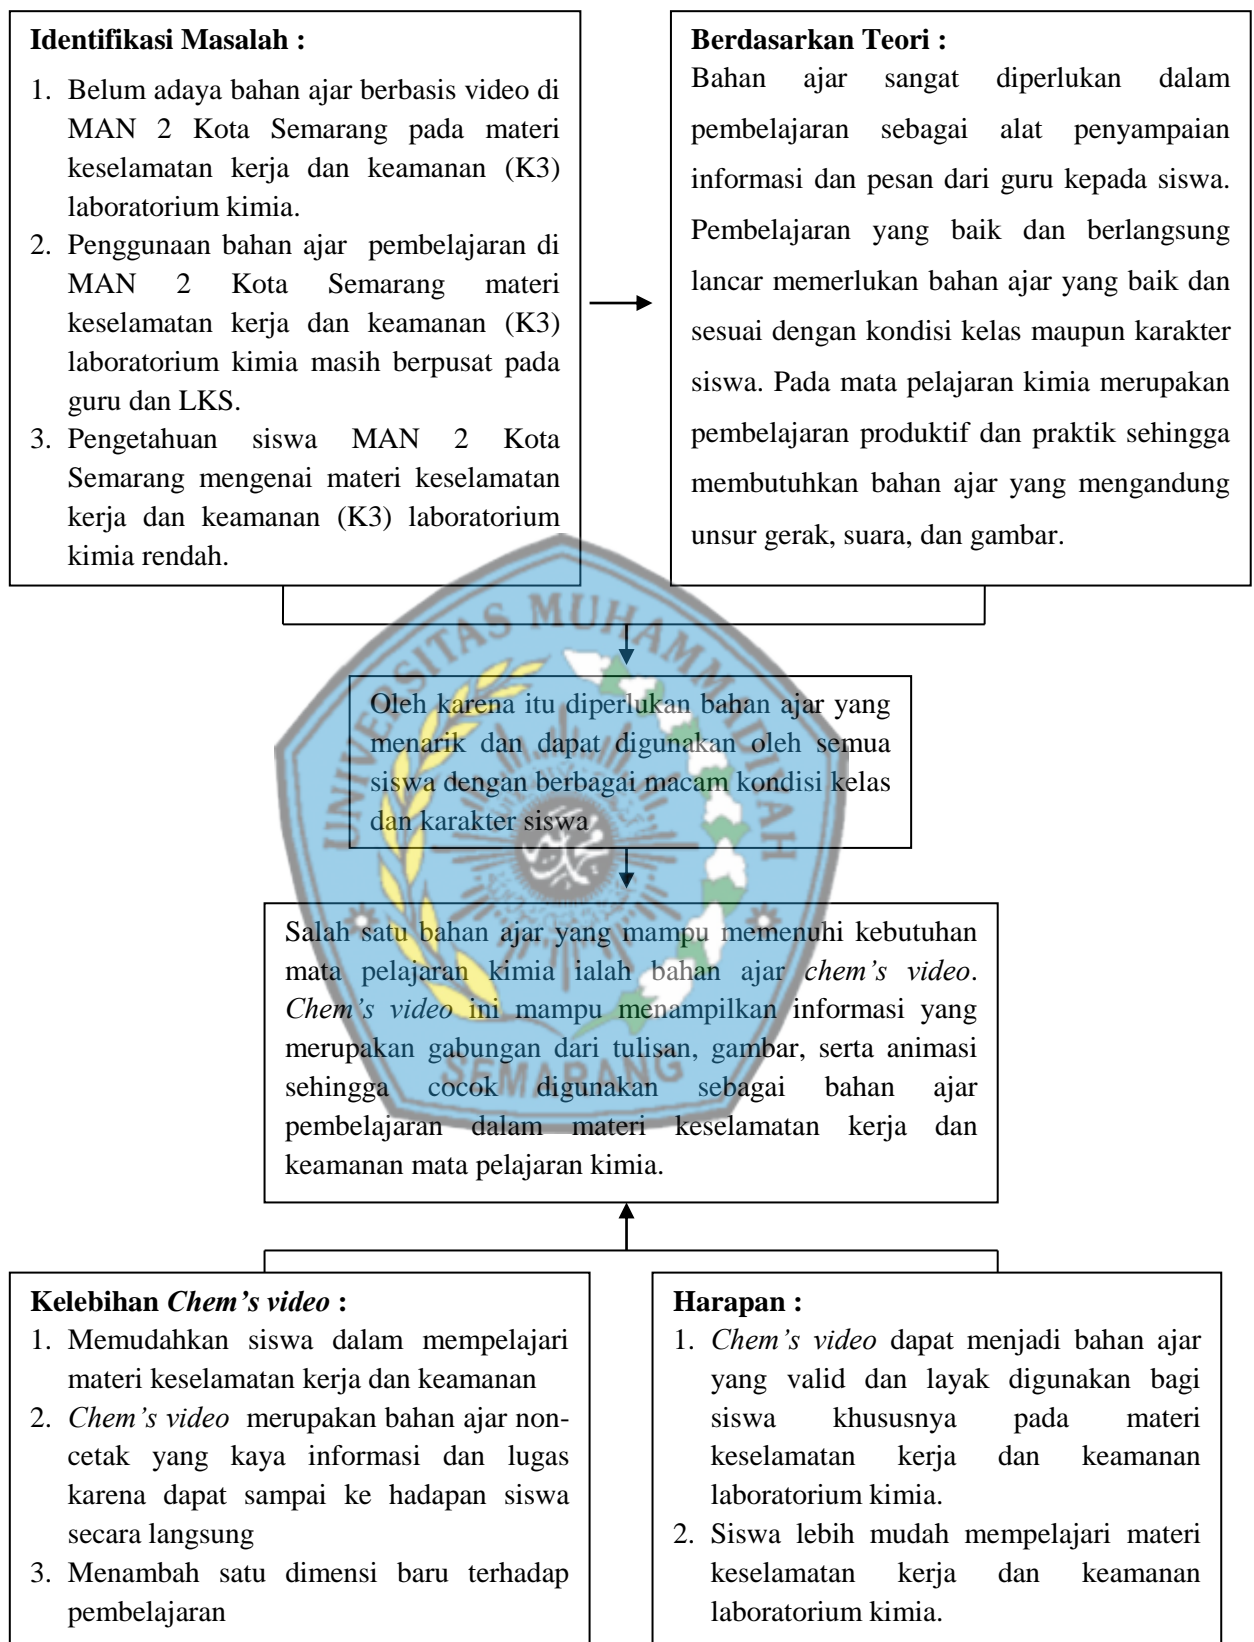 Identifikasi Masalah :
1. Belum adaya bahan ajar berbasis video di
MAN 2 Kota Semarang pada materi
keselamatan kerja dan keamanan (K3)
laboratorium kimia.
2. Penggunaan bahan ajar pembelajaran di
MAN 2 Kota Semarang materi
keselamatan kerja dan keamanan (K3)
laboratorium kimia masih berpusat pada
guru dan LKS.
3. Pengetahuan siswa MAN 2 Kota
Semarang mengenai materi keselamatan
kerja dan keamanan (K3) laboratorium
kimia rendah.
Berdasarkan Teori :
Bahan ajar sangat diperlukan dalam
pembelajaran sebagai alat penyampaian
informasi dan pesan dari guru kepada siswa.
Pembelajaran yang baik dan berlangsung
lancar memerlukan bahan ajar yang baik dan
sesuai dengan kondisi kelas maupun karakter
siswa. Pada mata pelajaran kimia merupakan
pembelajaran produktif dan praktik sehingga
membutuhkan bahan ajar yang mengandung
unsur gerak, suara, dan gambar.
UNIVERSITAS MUHAMMADIYAH
SEMARANG
Oleh karena itu diperlukan bahan ajar yang
menarik dan dapat digunakan oleh semua
siswa dengan berbagai macam kondisi kelas
dan karakter siswa
Salah satu bahan ajar yang mampu memenuhi kebutuhan
mata pelajaran kimia ialah bahan ajar chem’s video.
Chem’s video ini mampu menampilkan informasi yang
merupakan gabungan dari tulisan, gambar, serta animasi
sehingga cocok digunakan sebagai bahan ajar
pembelajaran dalam materi keselamatan kerja dan
keamanan mata pelajaran kimia.
Kelebihan Chem’s video :
1. Memudahkan siswa dalam mempelajari
materi keselamatan kerja dan keamanan
2. Chem’s video merupakan bahan ajar non-
cetak yang kaya informasi dan lugas
karena dapat sampai ke hadapan siswa
secara langsung
3. Menambah satu dimensi baru terhadap
pembelajaran
Harapan :
1. Chem’s video dapat menjadi bahan ajar
yang valid dan layak digunakan bagi
siswa khususnya pada materi
keselamatan kerja dan keamanan
laboratorium kimia.
2. Siswa lebih mudah mempelajari materi
keselamatan kerja dan keamanan
laboratorium kimia.